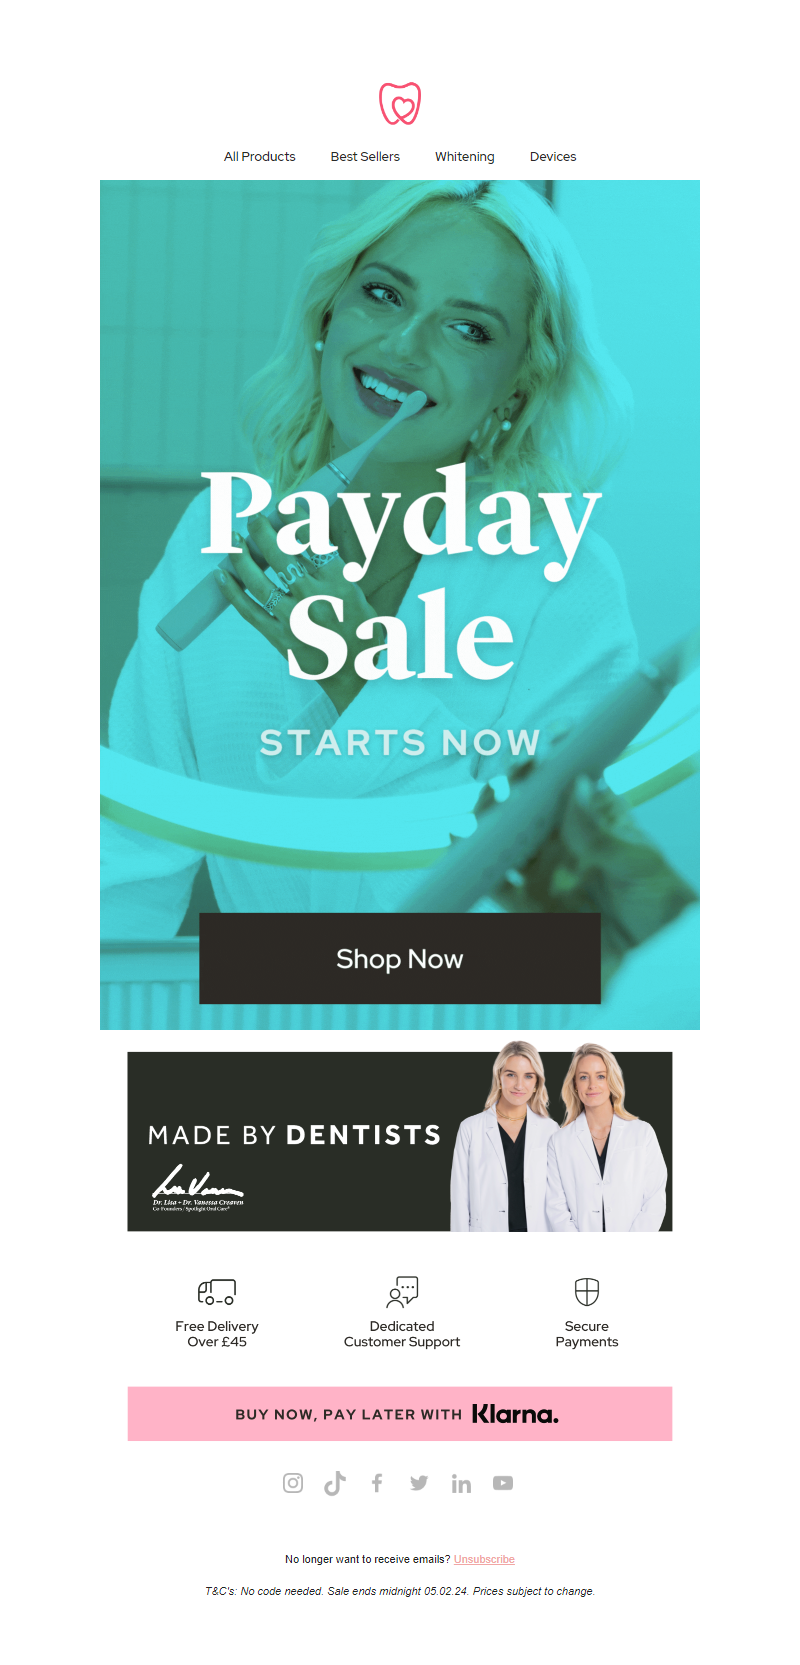 All Products Best Sellers Whitening Devices
Payday
Sale
STARTS NOW
Shop Now
MADE BY DENTISTS
Dr. Lisa + Dr. Vanessa Creaven
Co-Founders / Spotlight Oral Care®
Free Delivery
Over £45
Dedicated
Customer Support
Secure
Payments
BUY NOW, PAY LATER WITH Klarna.
No longer want to receive emails? Unsubscribe
T&C's: No code needed. Sale ends midnight 05.02.24. Prices subject to change.